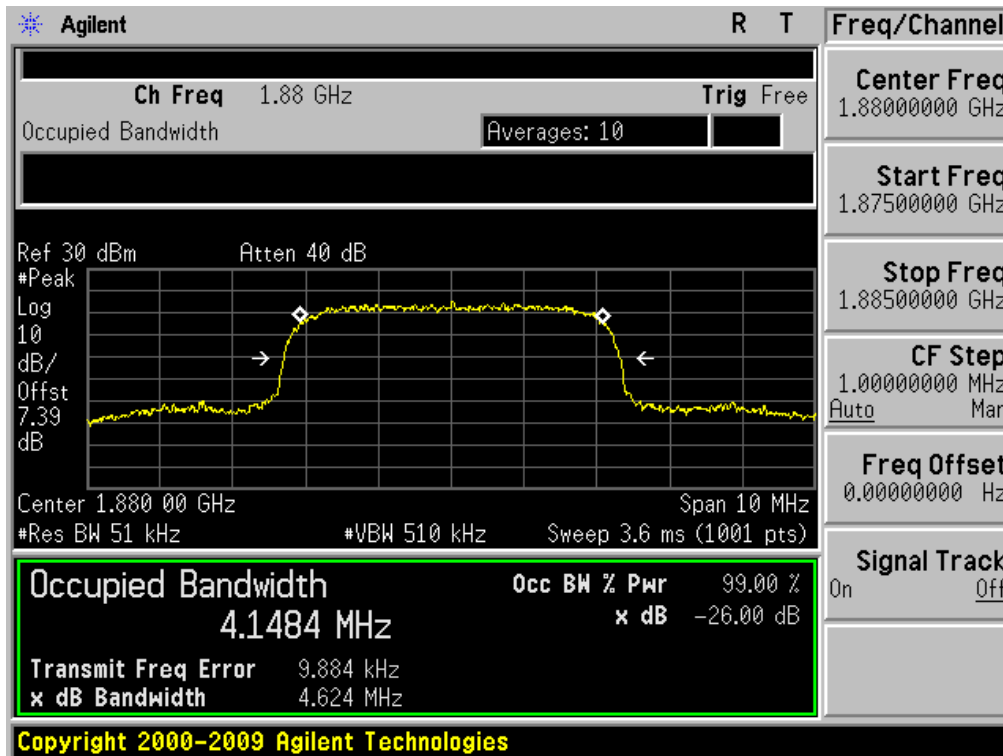 Agilent R T
Ch Freq 1.88 GHz Trig Free
Occupied Bandwidth Averages: 10
Ref 30 dBm Atten 40 dB
#Peak
Log
10
dB/
Offst
7.39
dB
Center 1.880 00 GHz Span 10 MHz
#Res BW 51 kHz #VBW 510 kHz Sweep 3.6 ms (1001 pts)
Occupied Bandwidth
4.1484 MHz
Occ BW % Pwr 99.00 %
x dB -26.00 dB
Transmit Freq Error 9.884 kHz
x dB Bandwidth 4.624 MHz
Copyright 2000-2009 Agilent Technologies
Freq/Channel
Center Freq
1.88000000 GHz
Start Freq
1.87500000 GHz
Stop Freq
1.88500000 GHz
CF Step
1.00000000 MHz
Auto Man
Freq Offset
0.00000000 Hz
Signal Track
On Off